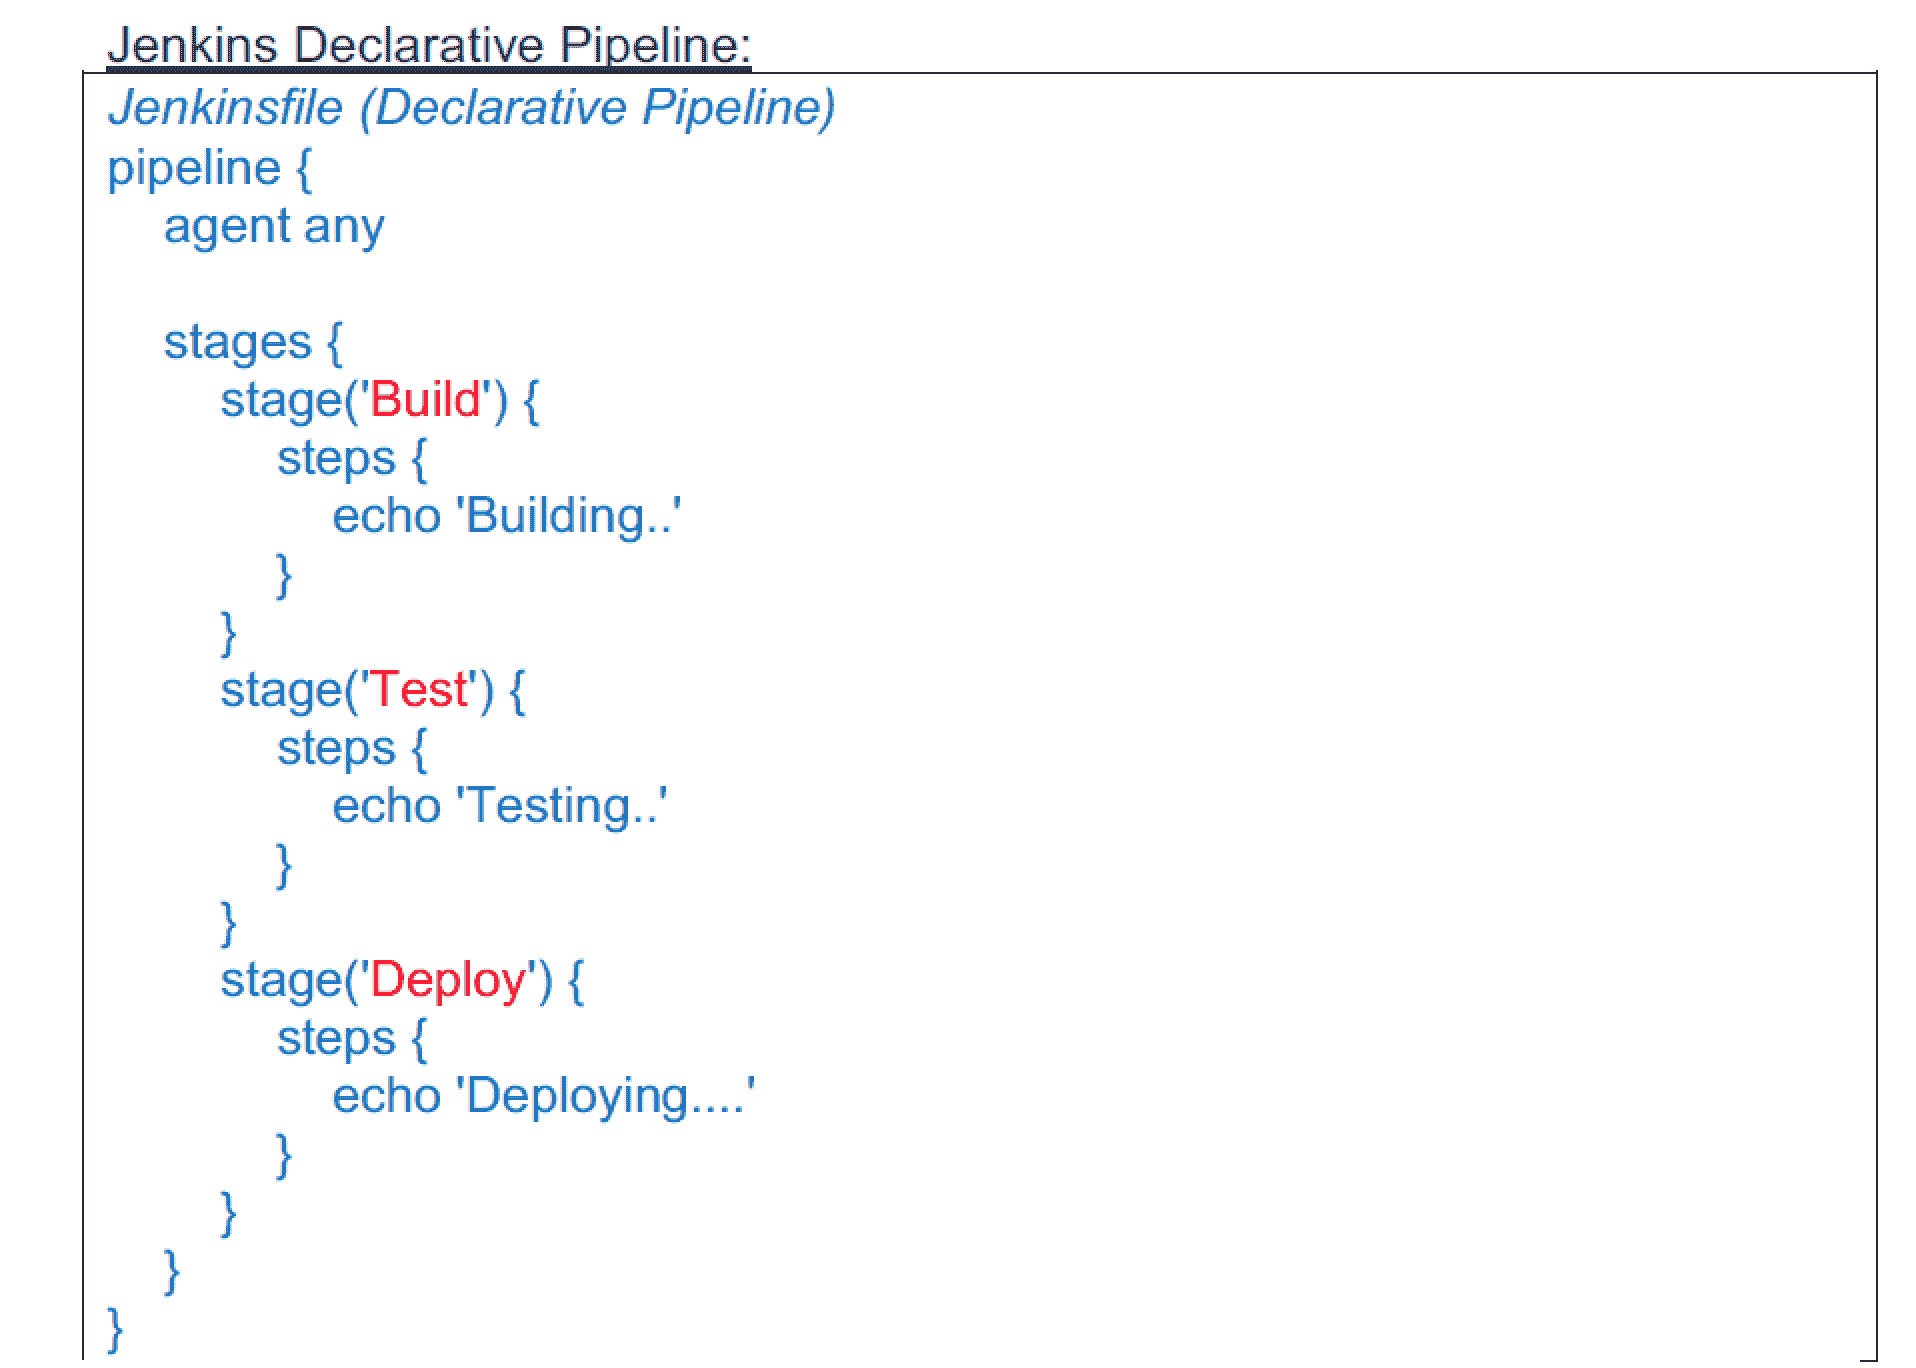 Jenkins Declarative Pipeline:
Jenkinsfile (Declarative Pipeline)
pipeline {
    agent any

    stages {
        stage('Build') {
            steps {
                echo 'Building..'
            }
        }
        stage('Test') {
            steps {
                echo 'Testing..'
            }
        }
        stage('Deploy') {
            steps {
                echo 'Deploying....'
            }
        }
    }
}